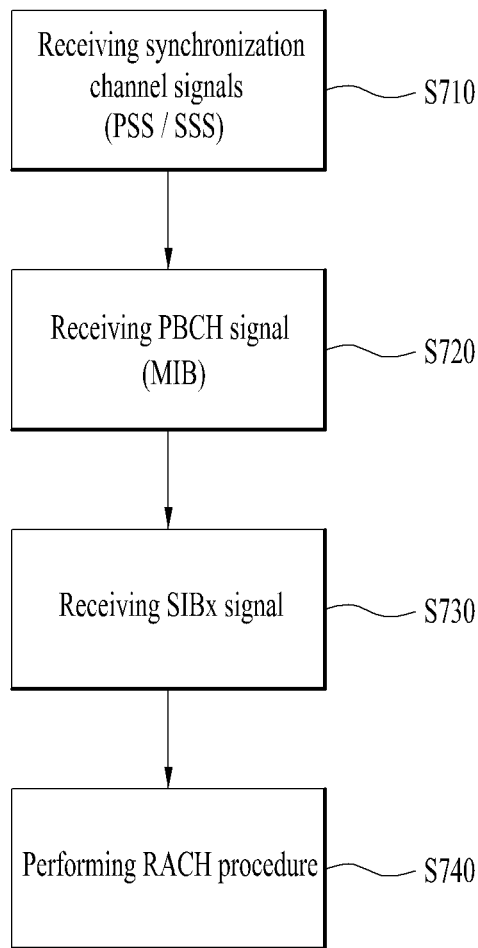 Receiving synchronization
channel signals
(PSS / SSS)
S710
Receiving PBCH signal
(MIB)
S720
Receiving SIBx signal
S730
Performing RACH procedure
S740